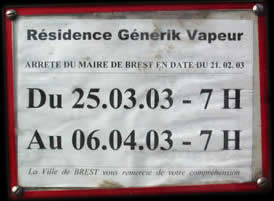 Résidence Générik Vapeur
ARRETE DU MAIRE DE BREST EN DATE DU 21. 02. 03
Du 25.03.03 - 7 H
Au 06.04.03 - 7 H
La Ville de BREST vous remercie de votre compréhension